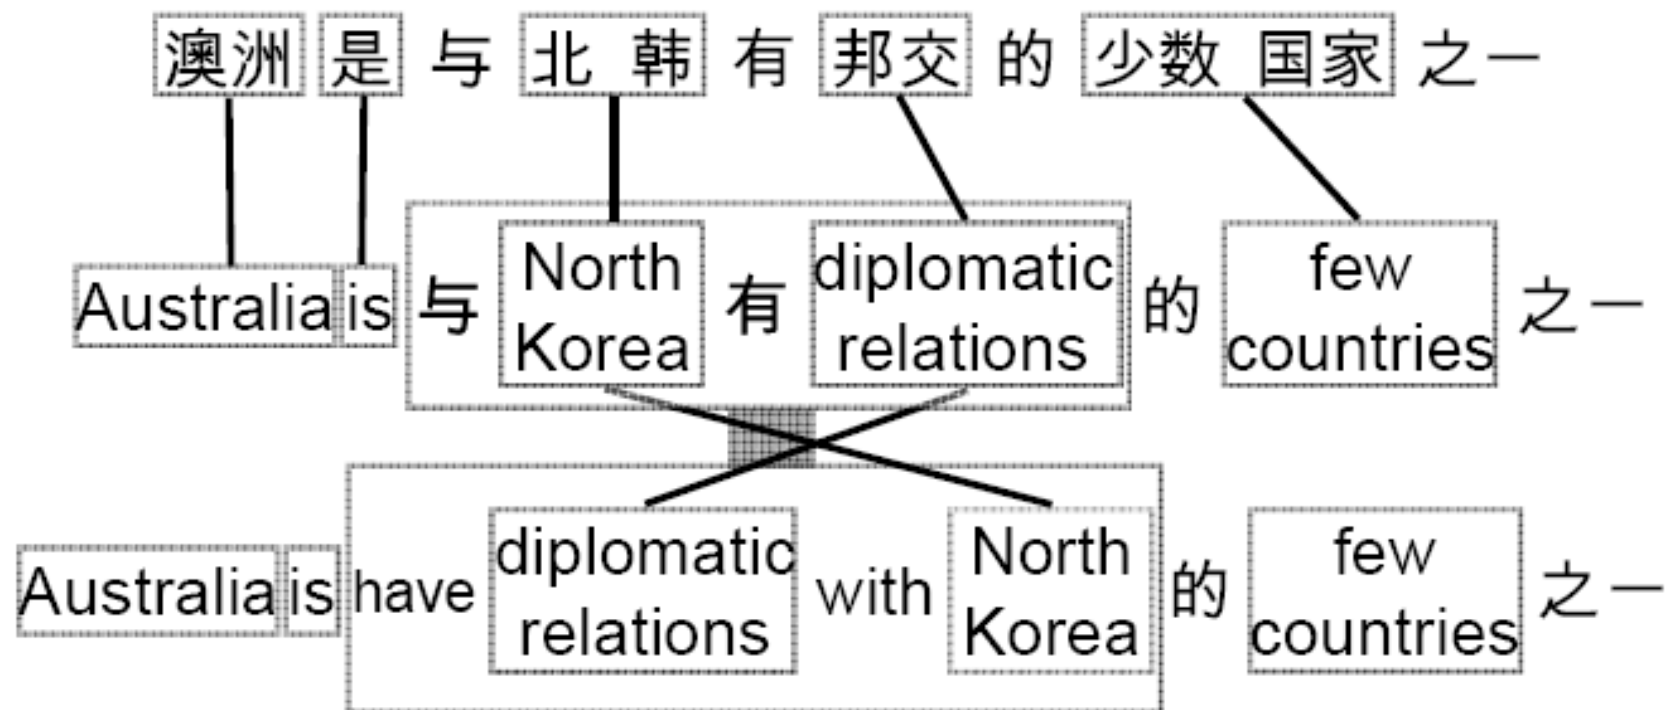 澳洲 是 与 北 韩 有 邦交 的 少数 国家 之一
Australia is 与 North Korea 有 diplomatic relations 的 few countries 之一
Australia is have diplomatic relations with North Korea 的 few countries 之一